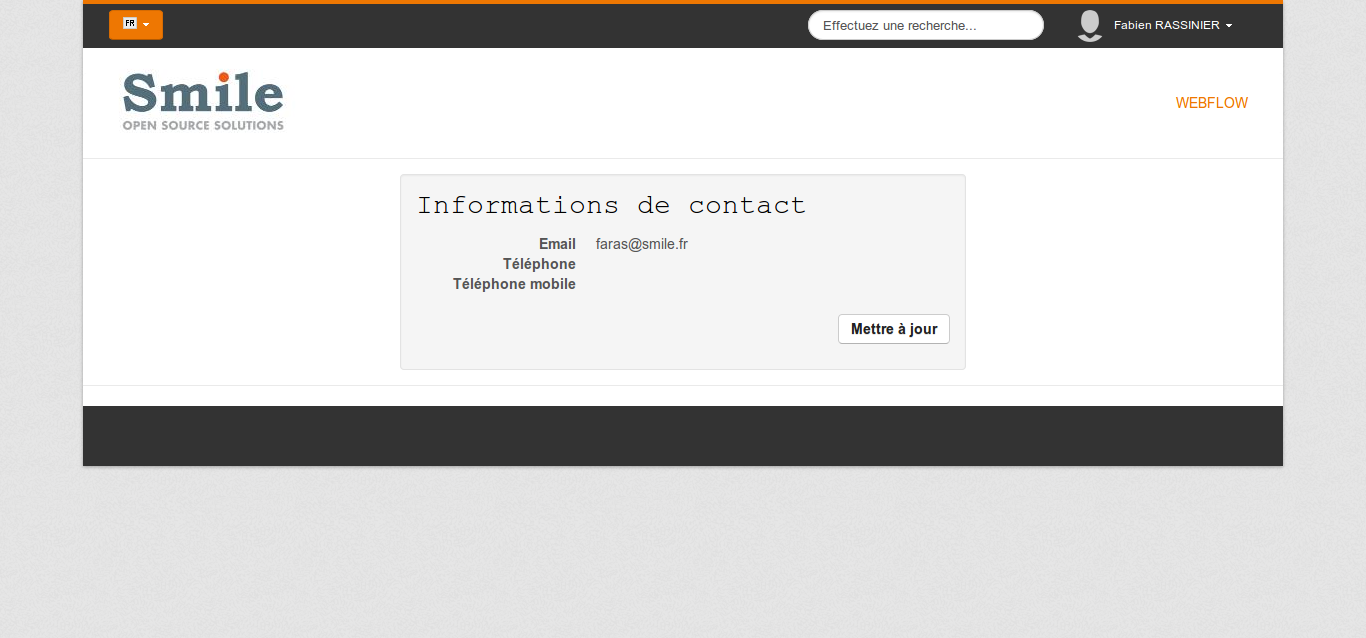 FR
Effectuez une recherche...
Fabien RASSINIER
Smile
OPEN SOURCE SOLUTIONS
WEBFLOW
Informations de contact
Email faras@smile.fr
Téléphone
Téléphone mobile
Mettre à jour